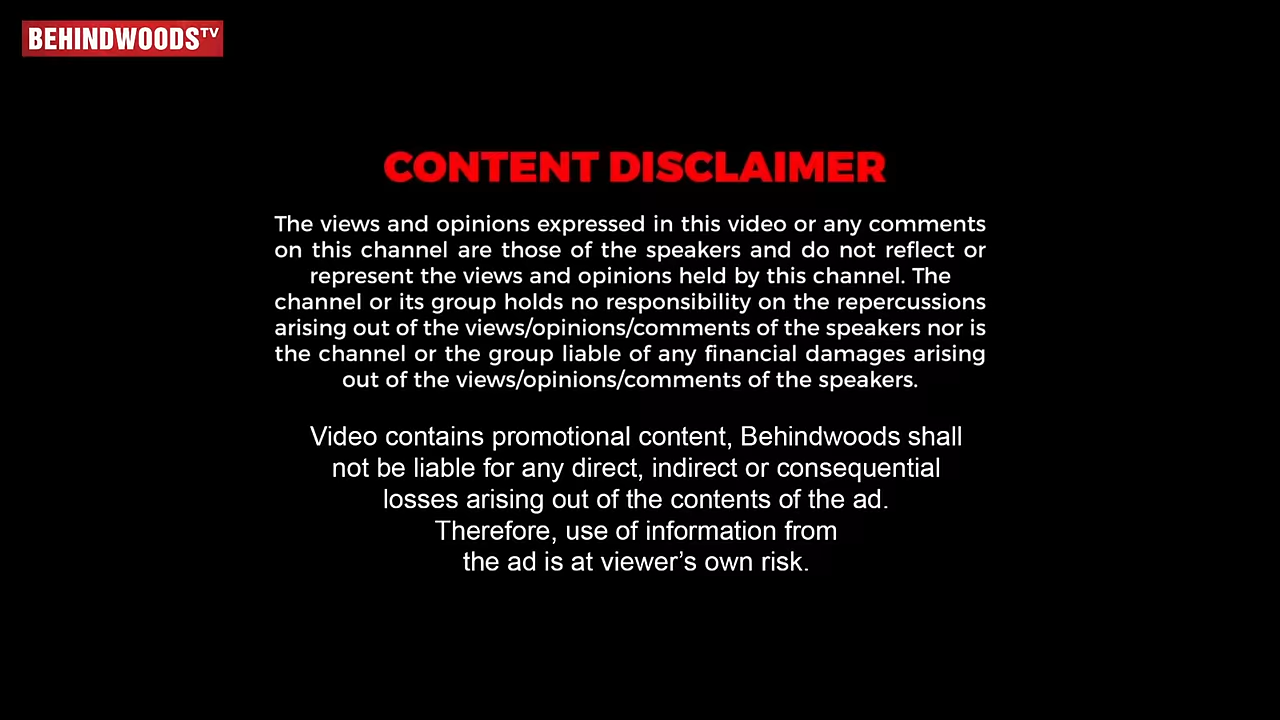 BEHINDWOODSTV
CONTENT DISCLAIMER
The views and opinions expressed in this video or any comments
on this channel are those of the speakers and do not reflect or
represent the views and opinions held by this channel. The
channel or its group holds no responsibility on the repercussions
arising out of the views/opinions/comments of the speakers nor is
the channel or the group liable of any financial damages arising
out of the views/opinions/comments of the speakers.
Video contains promotional content, Behindwoods shall
not be liable for any direct, indirect or consequential
losses arising out of the contents of the ad.
Therefore, use of information from
the ad is at viewer’s own risk.